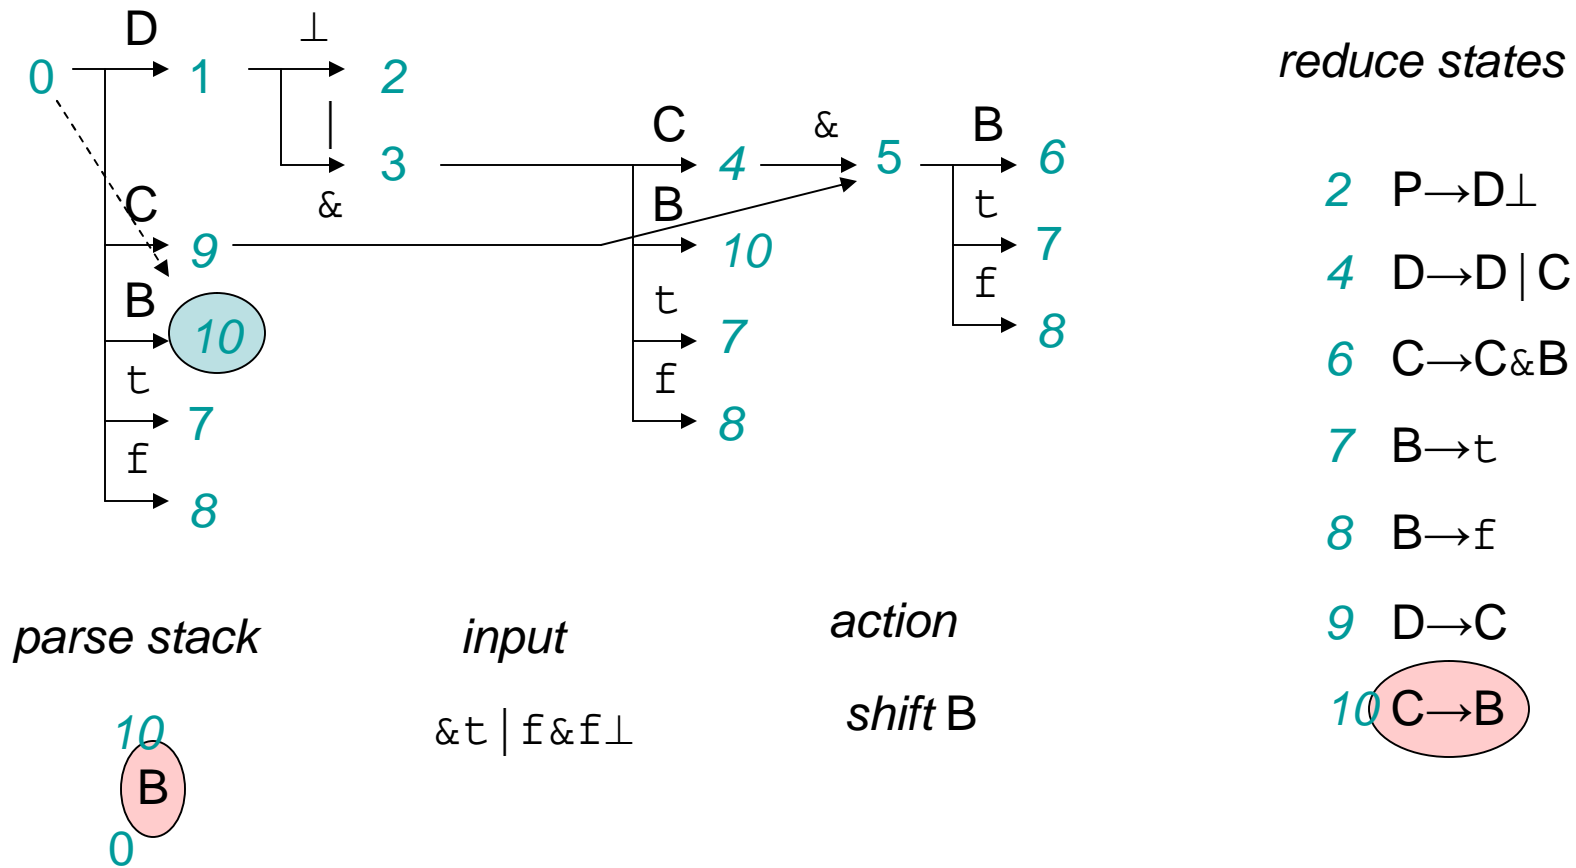 D ⊥
0 1 2
reduce states
|
C & B
3 4 5 6
& B t
C
9 10 7
f
B t
10 7 8
t f
7 8
f
8
2 P→D⊥
4 D→D|C
6 C→C&B
7 B→t
8 B→f
9 D→C
10 C→B
parse stack input action
10
B
0
&t|f&f⊥
shift B